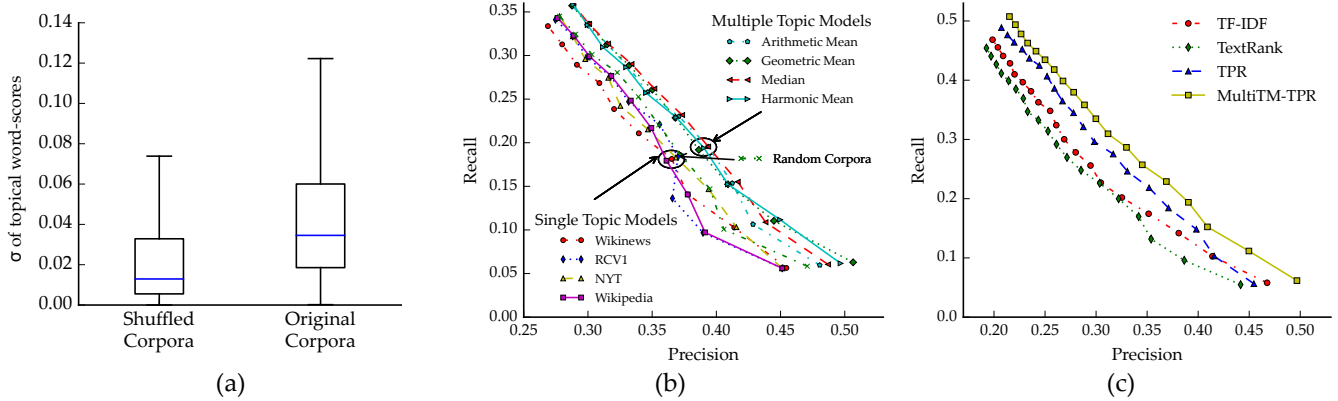 0.14
0.12
0.10
0.08
0.06
0.04
0.02
0.00
σ of topical word-scores
Shuffled
Corpora
Original
Corpora
(a)
0.35
0.30
0.25
0.20
0.15
0.10
0.05
0.00
Recall
Multiple Topic Models
Arithmetic Mean
Geometric Mean
Median
Harmonic Mean
Random Corpora
Single Topic Models
Wikinews
RCV1
NYT
Wikipedia
0.25 0.30 0.35 0.40 0.45 0.50
Precision
(b)
0.5
0.4
0.3
0.2
0.1
0.0
Recall
TF-IDF
TextRank
TPR
MultiTM-TPR
0.20 0.25 0.30 0.35 0.40 0.45 0.50
Precision
(c)